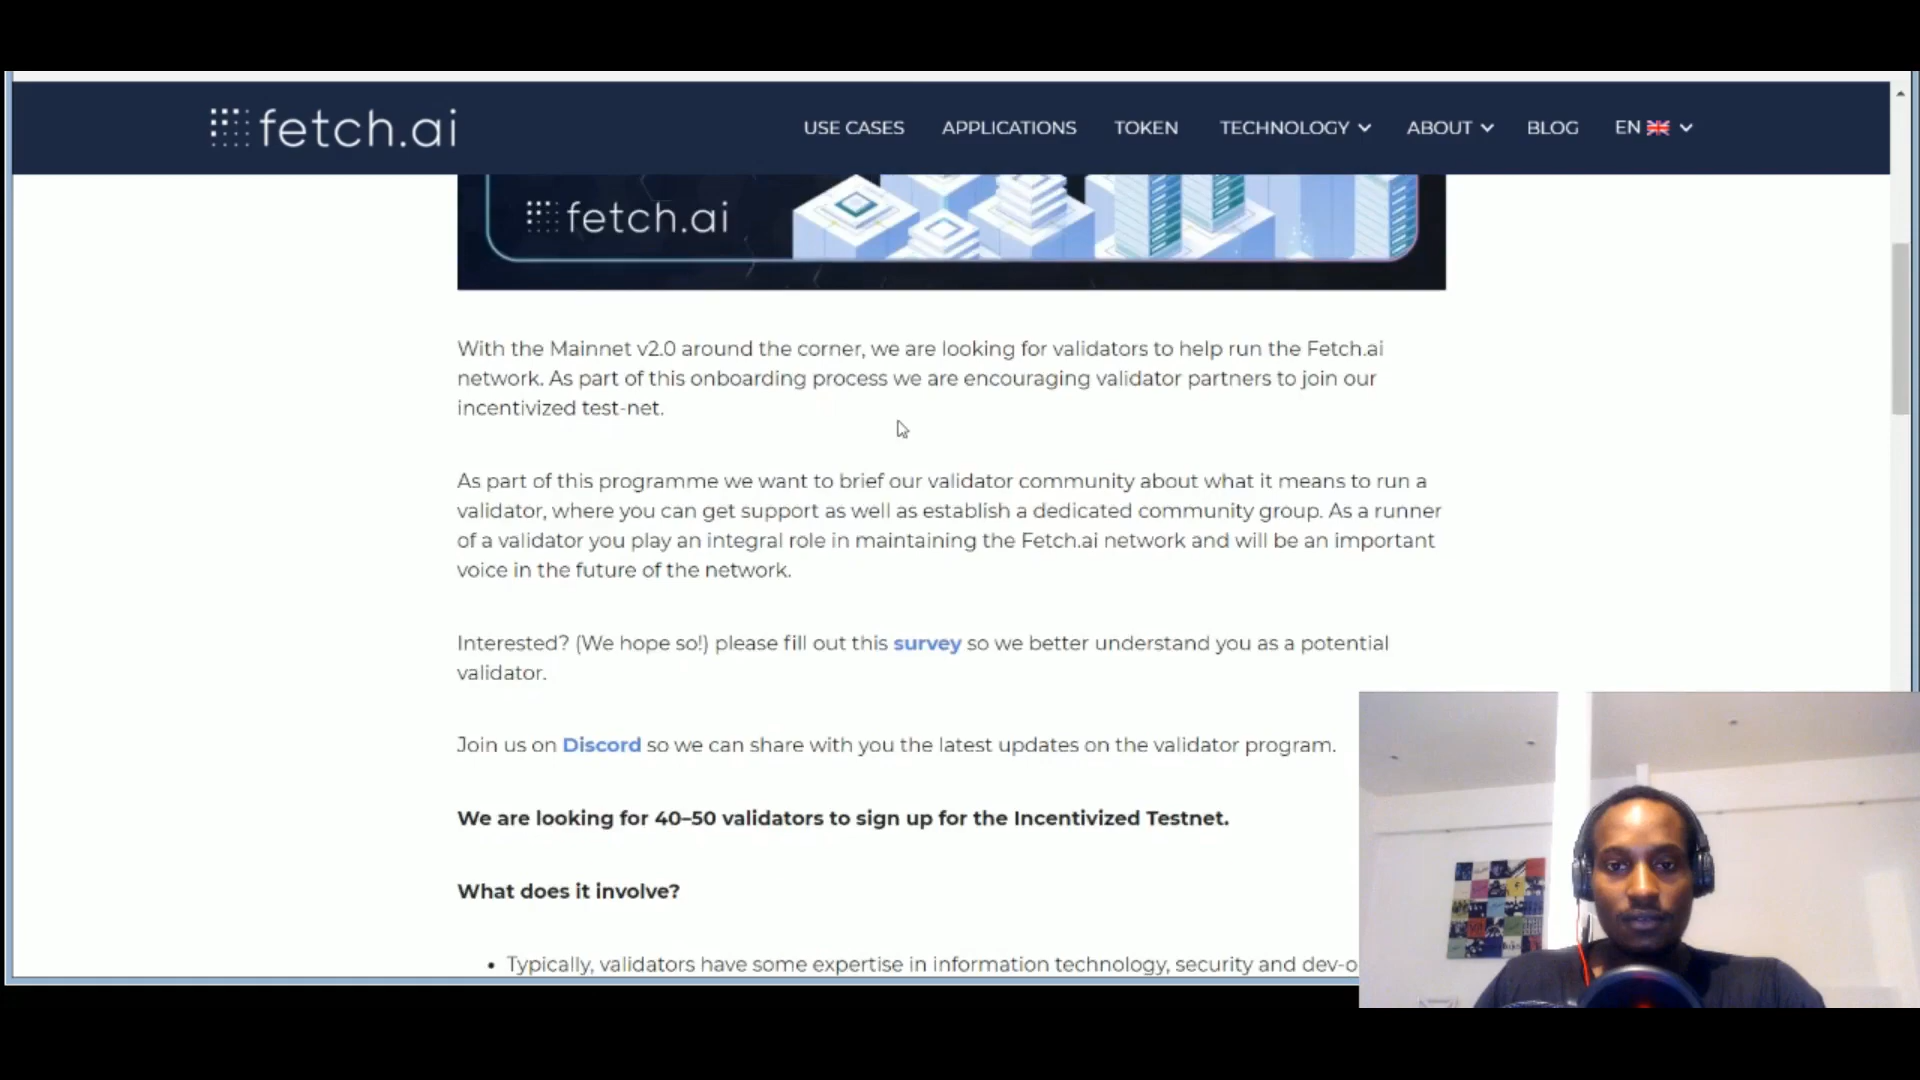 fetch.ai
USE CASES APPLICATIONS TOKEN TECHNOLOGY ABOUT BLOG EN
fetch.ai
With the Mainnet v2.0 around the corner, we are looking for validators to help run the Fetch.ai
network. As part of this onboarding process we are encouraging validator partners to join our
incentivized test-net.
As part of this programme we want to brief our validator community about what it means to run a
validator, where you can get support as well as establish a dedicated community group. As a runner
of a validator you play an integral role in maintaining the Fetch.ai network and will be an important
voice in the future of the network.
Interested? (We hope so!) please fill out this survey so we better understand you as a potential
validator.
Join us on Discord so we can share with you the latest updates on the validator program.
We are looking for 40–50 validators to sign up for the Incentivized Testnet.
What does it involve?
• Typically, validators have some expertise in information technology, security and dev-o